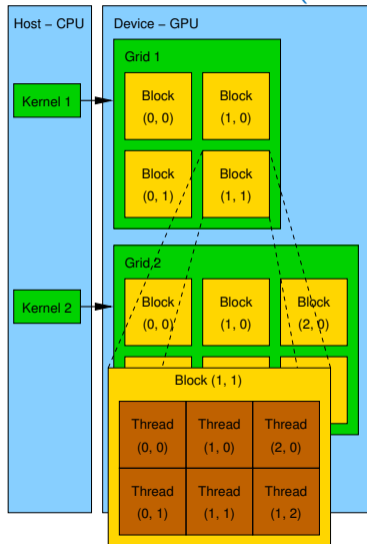 Host – CPU
Device – GPU
Grid 1
Kernel 1
Block
(0, 0)
Block
(1, 0)
Block
(0, 1)
Block
(1, 1)
Grid 2
Kernel 2
Block
(0, 0)
Block
(1, 0)
Block
(2, 0)
Block (1, 1)
Thread
(0, 0)
Thread
(1, 0)
Thread
(2, 0)
Thread
(0, 1)
Thread
(1, 1)
Thread
(1, 2)